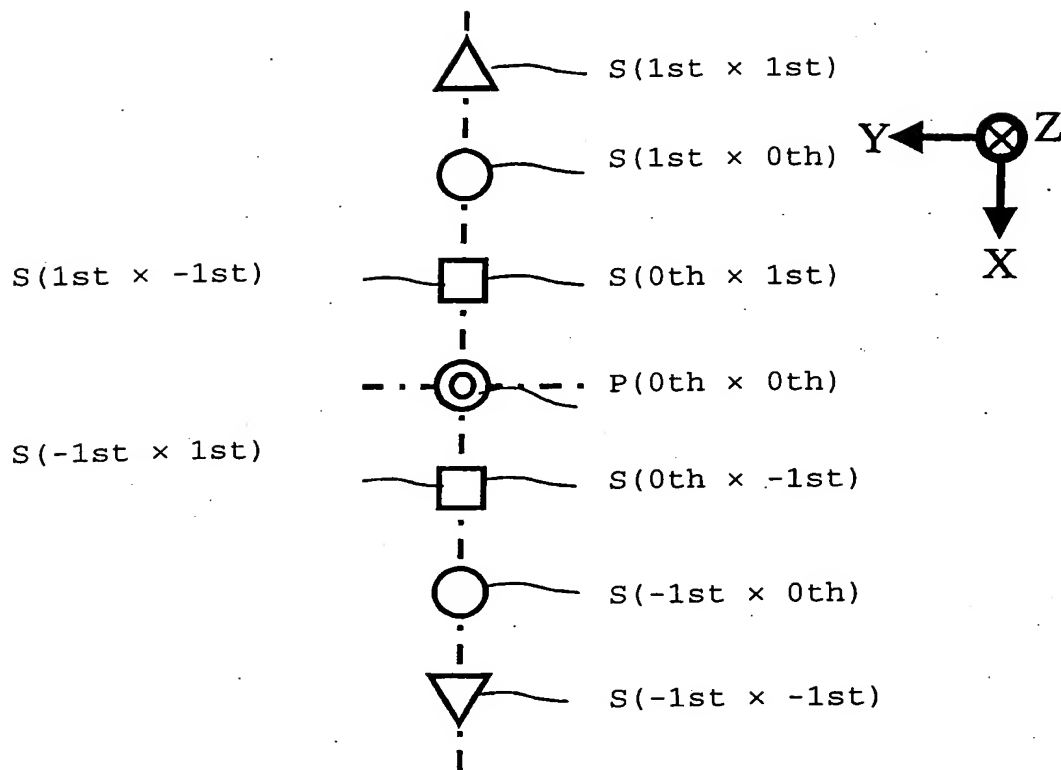 S(1st × 1st)
Y
Z
S(1st × 0th)
X
S(1st × -1st)
S(0th × 1st)
P(0th × 0th)
S(-1st × 1st)
S(0th × -1st)
S(-1st × 0th)
S(-1st × -1st)